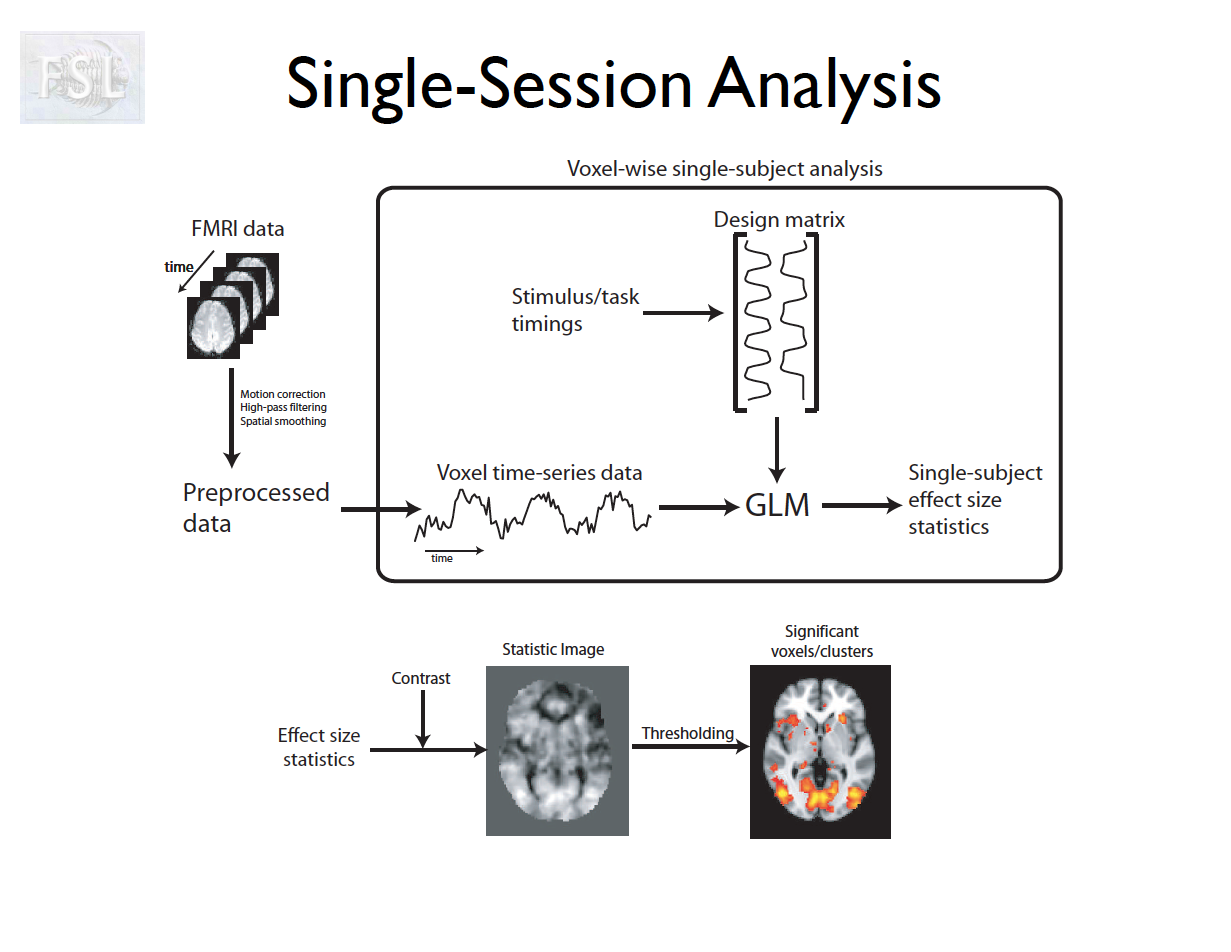 FSL
Single-Session Analysis
Voxel-wise single-subject analysis
FMRI data
time
Motion correction
High-pass filtering
Spatial smoothing
Preprocessed
data
Design matrix
Stimulus/task
timings
Voxel time-series data
time
GLM
Single-subject
effect size
statistics
Effect size
statistics
Contrast
Statistic Image
Thresholding
Significant
voxels/clusters